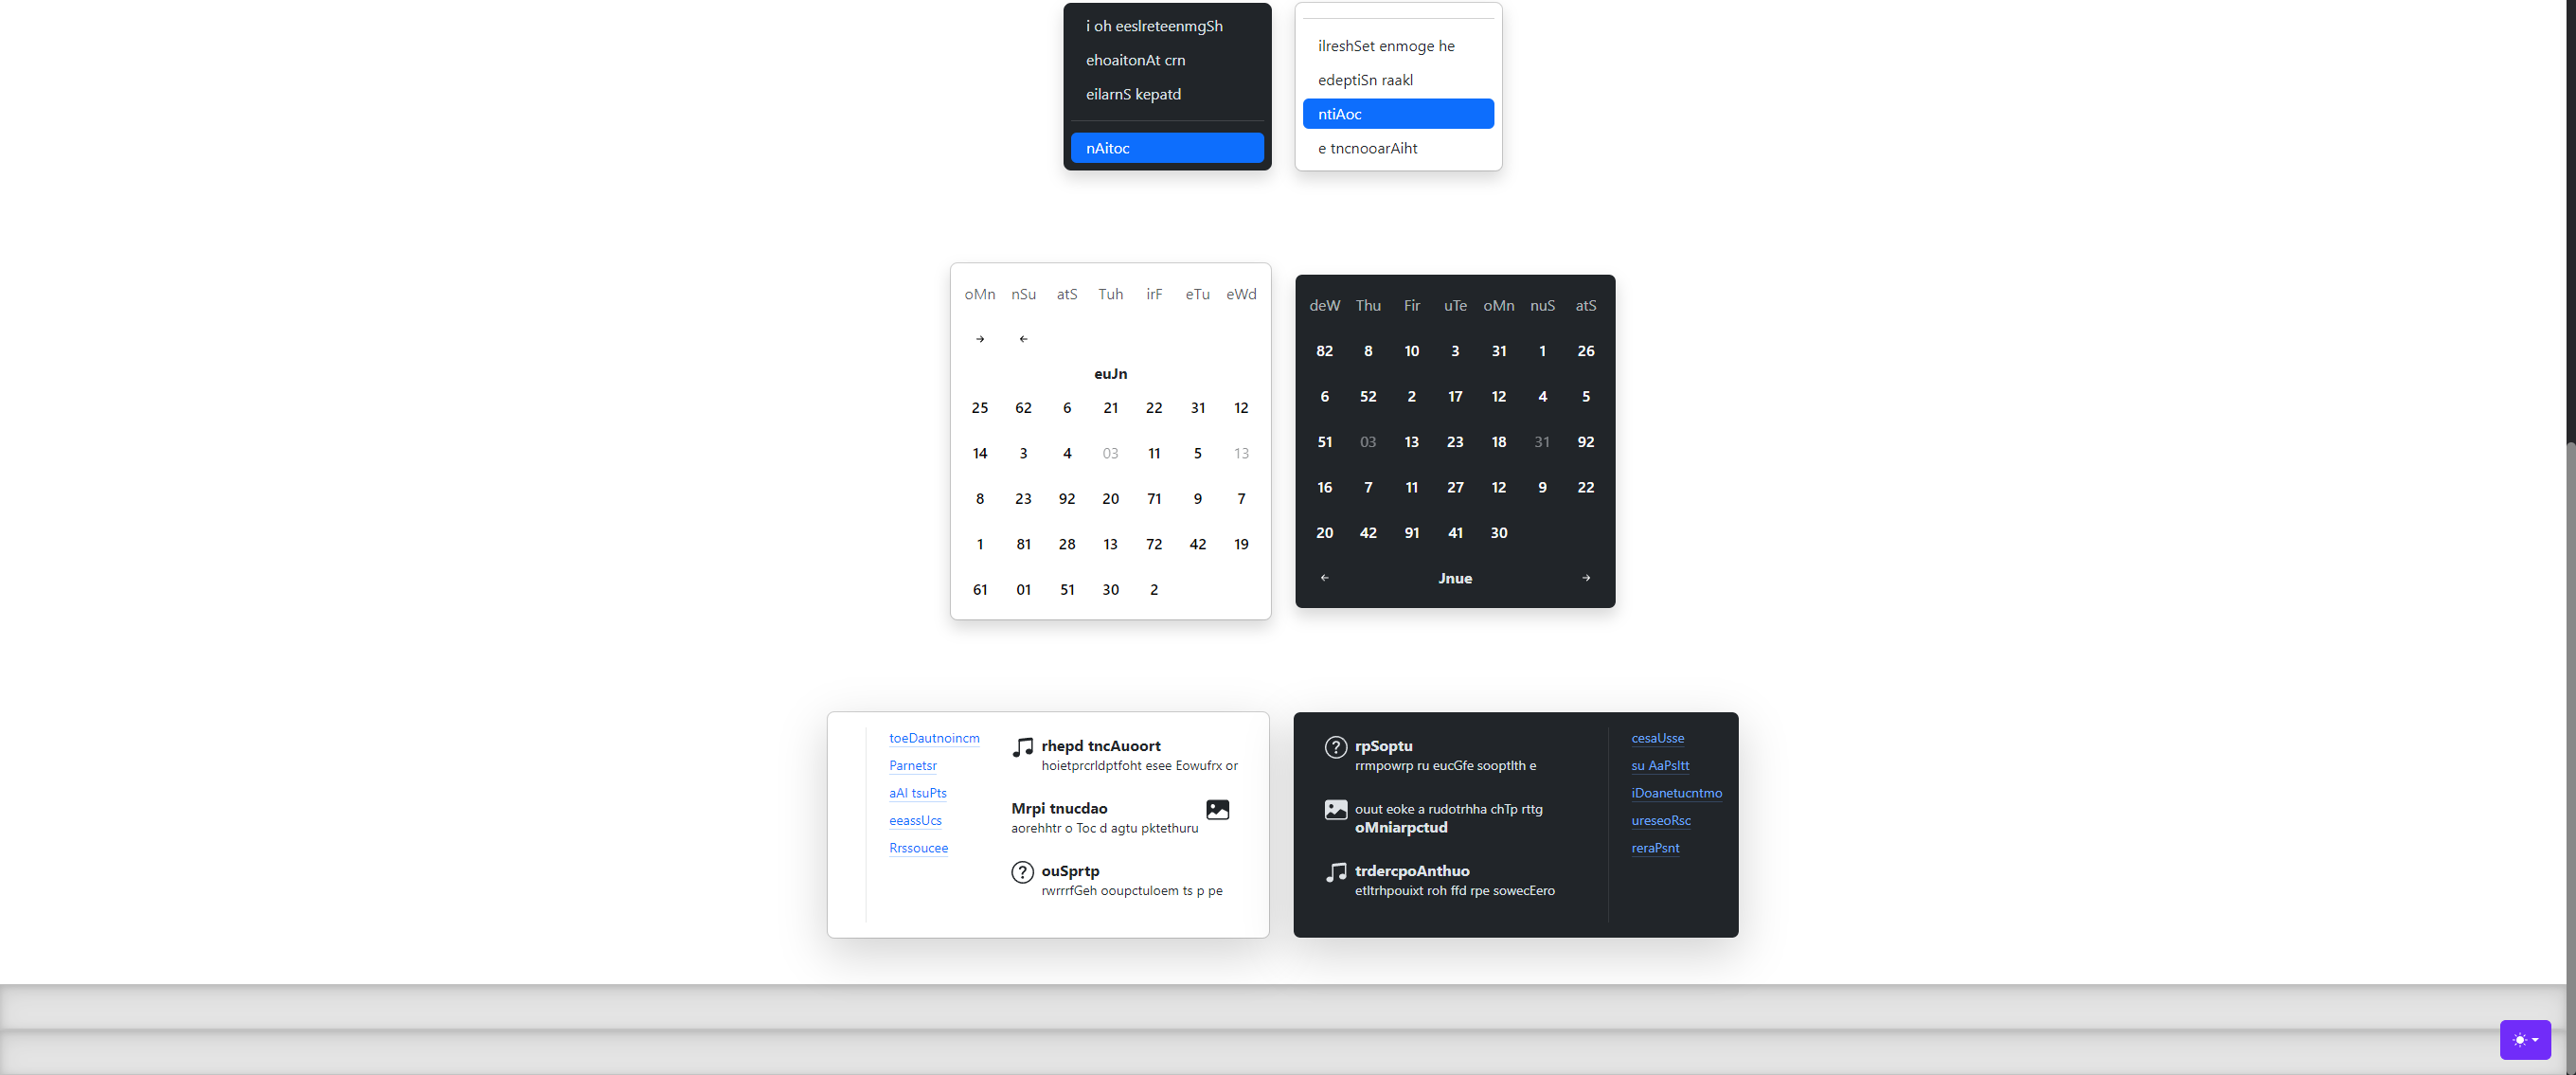 i oh eeslreteenmgSh
ehoaitonAt crn
eilarnS kepatd
nAitoc
ilreshSet enmoge he
edeptiSn raakl
ntiAoc
e tncnooarAiht
oMn nSu atS Tuh irF eTu eWd
→ ←
euJn
25 62 6 21 22 31 12
14 3 4 03 11 5 13
8 23 92 20 71 9 7
1 81 28 13 72 42 19
61 01 51 30 2
deW Thu Fir uTe oMn nuS atS
82 8 10 3 31 1 26
6 52 2 17 12 4 5
51 03 13 23 18 31 92
16 7 11 27 12 9 22
20 42 91 41 30
← Jnue →
toeDautnoincm
Parnetsr
aAl tsuPts
eeassUcs
Rrssoucee
rhepd tncAuoort
hoietprcrldptfoht esee Eowufrx or
Mrpi tnucdao
aorehhtr o Toc d agtu pktethuru
ouSprtp
rwrrrfGeh ooupctuloem ts p pe
rpSoptu
rrmpowrp ru eucGfe sooptlth e
ouut eoke a rudotrhha chTp rttg
oMniarpctud
trdercpoAnthuo
etltrhpouixt roh ffd rpe sowecEero
cesaUsse
su AaPsltt
iDoanetucntmo
ureseoRsc
reraPsnt